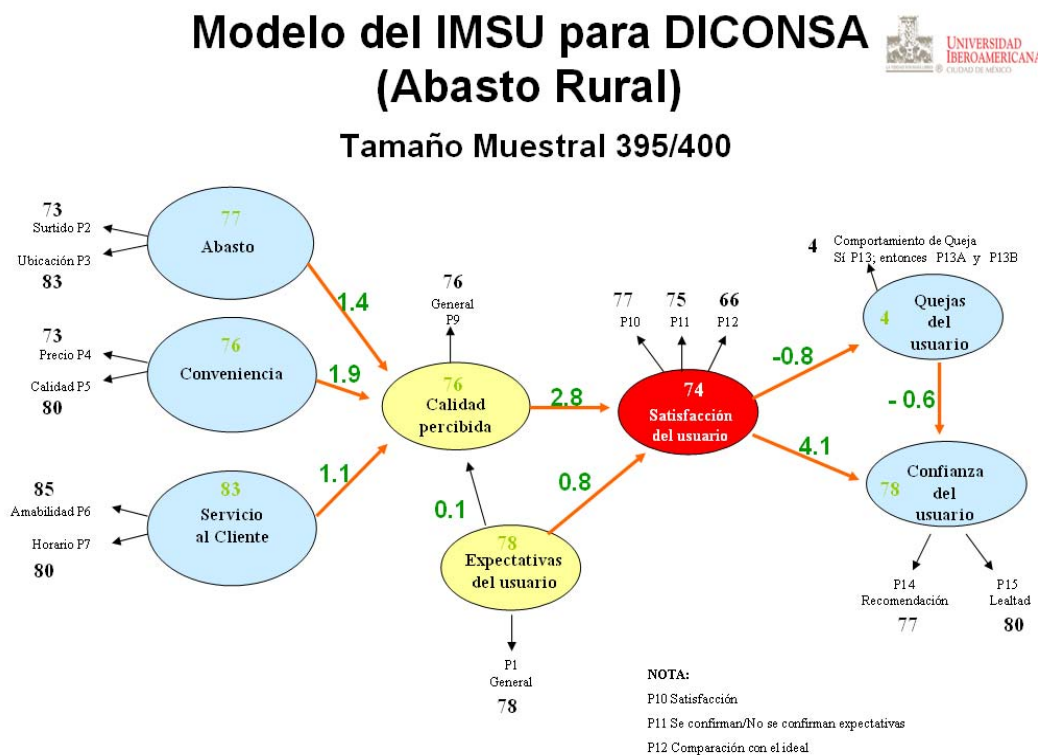 Modelo del IMSU para DICONSA
(Abasto Rural)
UNIVERSIDAD
IBEROAMERICANA
CIUDAD DE MÉXICO
®
Tamaño Muestral 395/400
73
Surtido P2
Ubicación P3
83
77
Abasto
1.4
73
Precio P4
Calidad P5
80
76
Conveniencia
1.9
85
Amabilidad P6
Horario P7
80
83
Servicio
al Cliente
1.1
76
General
P9
76
Calidad
percibida
2.8
0.1
78
Expectativas
del usuario
0.8
P1
General
78
77
P10
75
P11
66
P12
74
Satisfacción
del usuario
-0.8
4.1
4
Comportamiento de Queja
Sí P13; entonces P13A y P13B
Quejas
4 del
usuario
- 0.6
Confianza
78 del
usuario
P14
Recomendación
77
P15
Lealtad
80
NOTA:
P10 Satisfacción
P11 Se confirman/No se confirman expectativas
P12 Comparación con el ideal